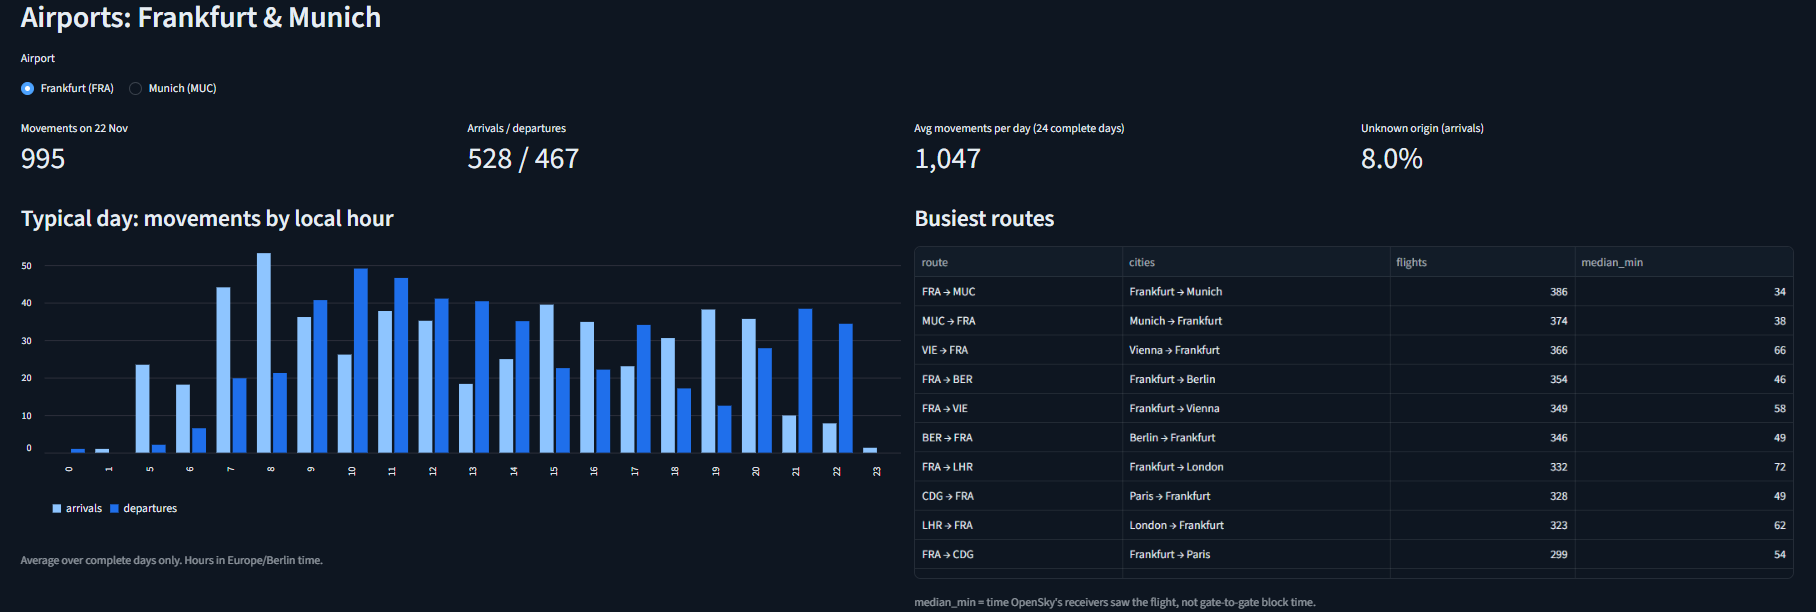 Airports: Frankfurt & Munich
Airport
Frankfurt (FRA) Munich (MUC)
Movements on 22 Nov
995
Arrivals / departures
528 / 467
Avg movements per day (24 complete days)
1,047
Unknown origin (arrivals)
8.0%
Typical day: movements by local hour
50
40
30
20
10
0
0 1 5 6 7 8 9 10 11 12 13 14 15 16 17 18 19 20 21 22 23
arrivals departures
Average over complete days only. Hours in Europe/Berlin time.
Busiest routes
route cities flights median_min
FRA → MUC Frankfurt → Munich 386 34
MUC → FRA Munich → Frankfurt 374 38
VIE → FRA Vienna → Frankfurt 366 66
FRA → BER Frankfurt → Berlin 354 46
FRA → VIE Frankfurt → Vienna 349 58
BER → FRA Berlin → Frankfurt 346 49
FRA → LHR Frankfurt → London 332 72
CDG → FRA Paris → Frankfurt 328 49
LHR → FRA London → Frankfurt 323 62
FRA → CDG Frankfurt → Paris 299 54
median_min = time OpenSky's receivers saw the flight, not gate-to-gate block time.